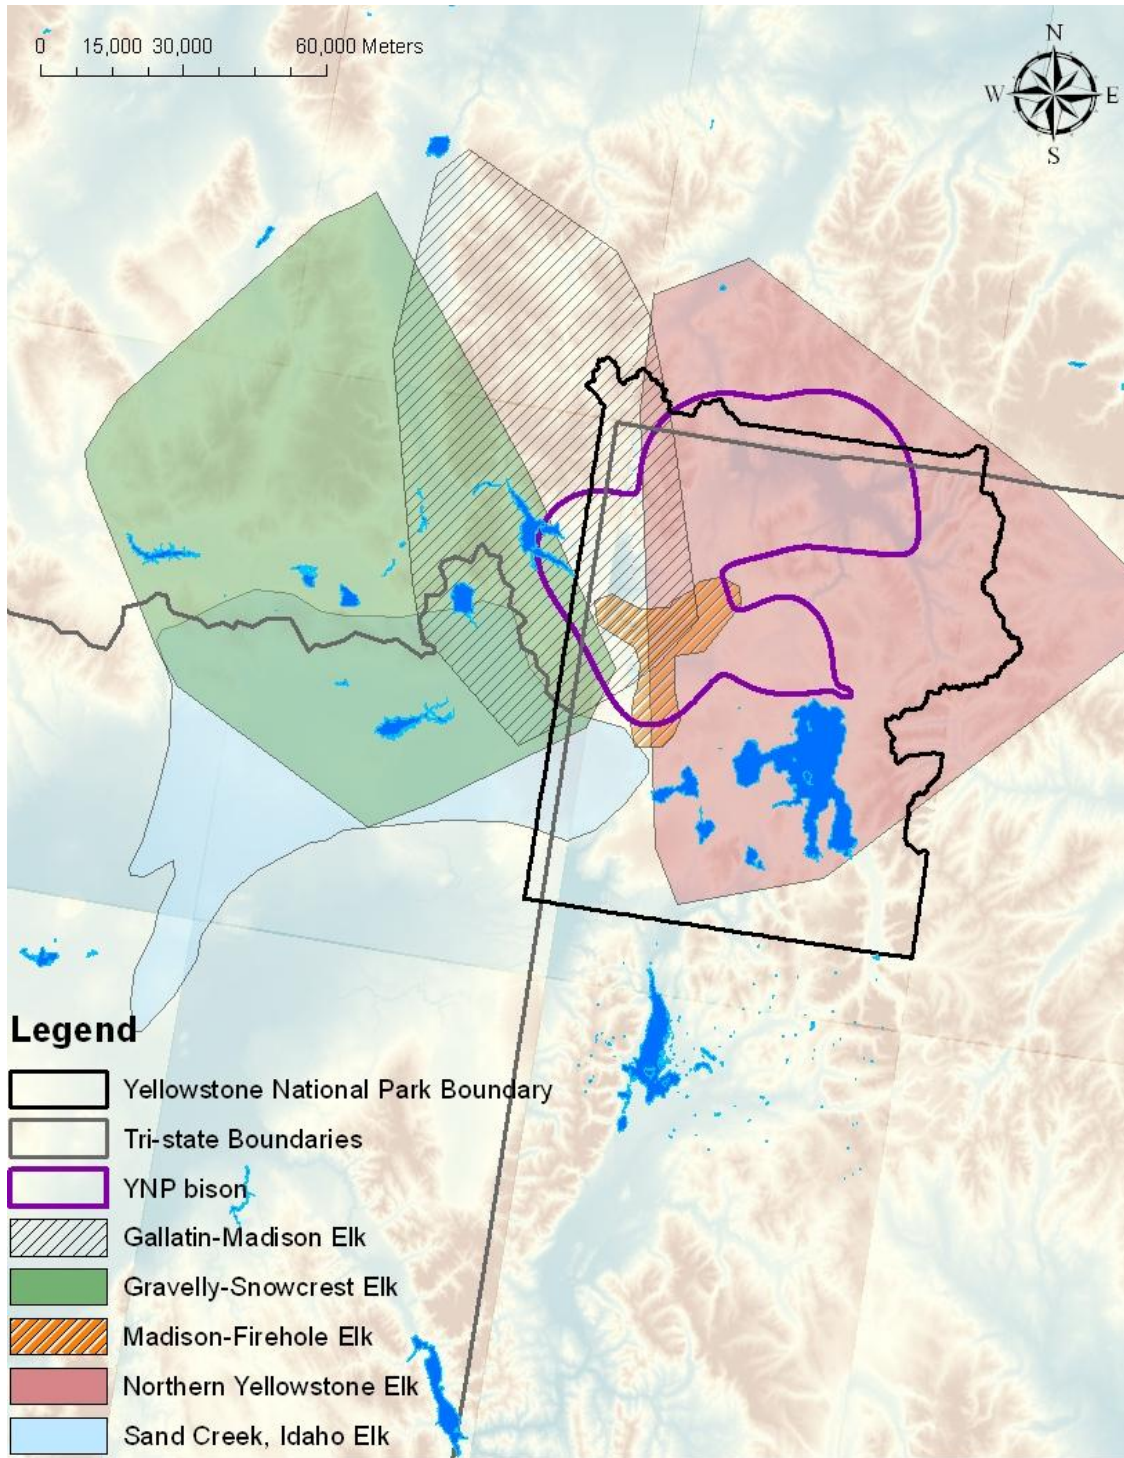 0 15,000 30,000 60,000 Meters
N
W E
S
Legend
Yellowstone National Park Boundary
Tri-state Boundaries
YNP bison
Gallatin-Madison Elk
Gravelly-Snowcrest Elk
Madison-Firehole Elk
Northern Yellowstone Elk
Sand Creek, Idaho Elk